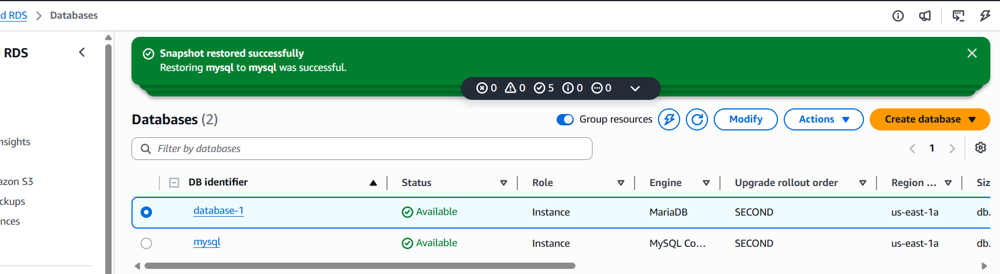 d RDS > Databases
RDS
nsights
azon S3
ckups
nces
Snapshot restored successfully
Restoring mysql to mysql was successful.
0 0 5 0 0
Databases (2)
Group resources
Modify
Actions
Create database
Filter by databases
1
DB identifier Status Role Engine Upgrade rollout order Region ... Siz
database-1 Available Instance MariaDB SECOND us-east-1a db.
mysql Available Instance MySQL Co... SECOND us-east-1a db.